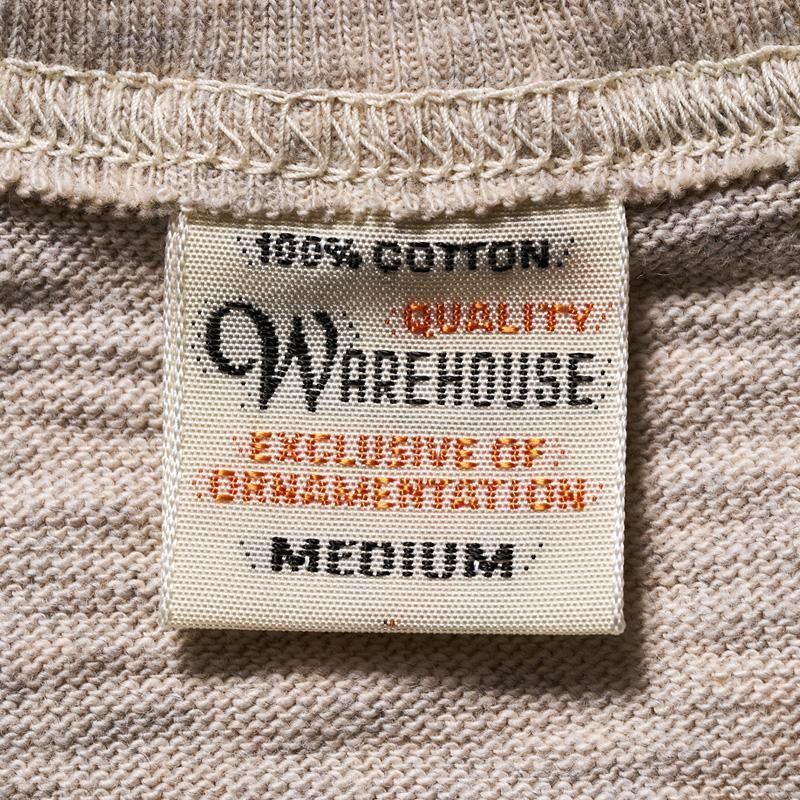 100% COTTON
QUALITY
WAREHOUSE
EXCLUSIVE OF
ORNAMENTATION
MEDIUM